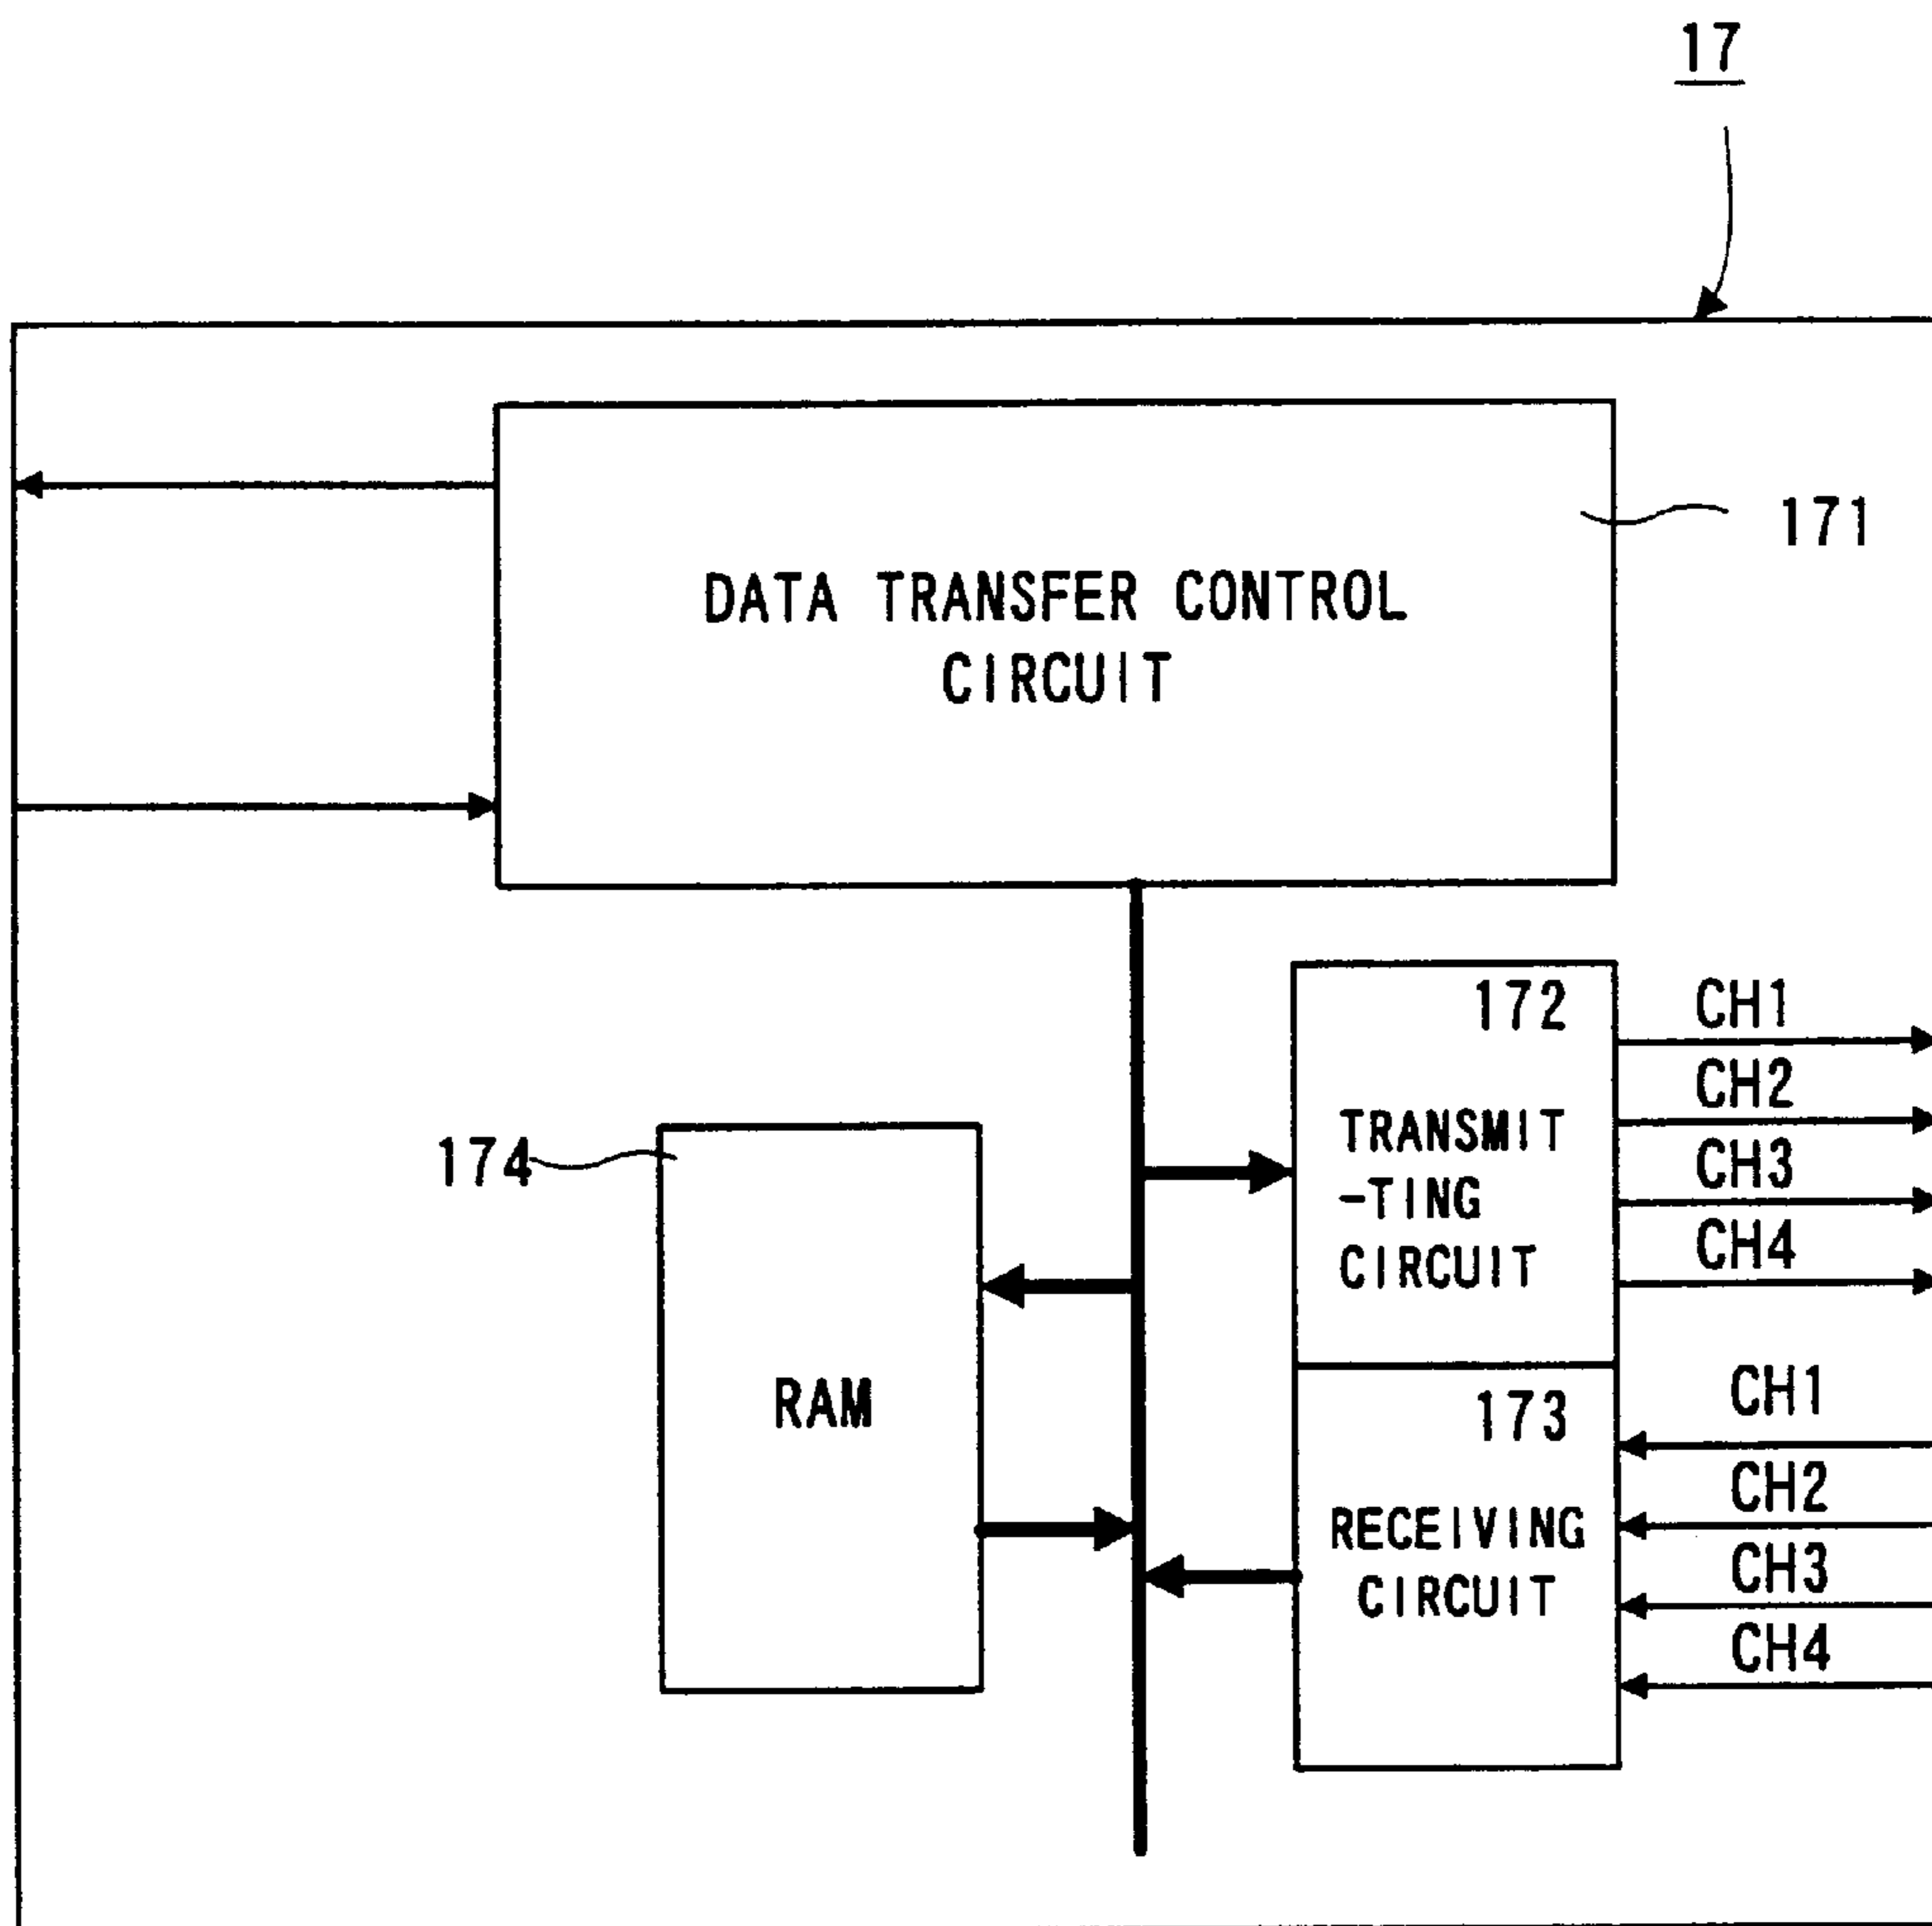 17
171
DATA TRANSFER CONTROL
CIRCUIT
172
CH1
CH2
TRANSMIT
174
CH3
-TING
CH4
CIRCUIT
RAM
173
CH1
CH2
RECEIVING
CH3
CIRCUIT
CH4